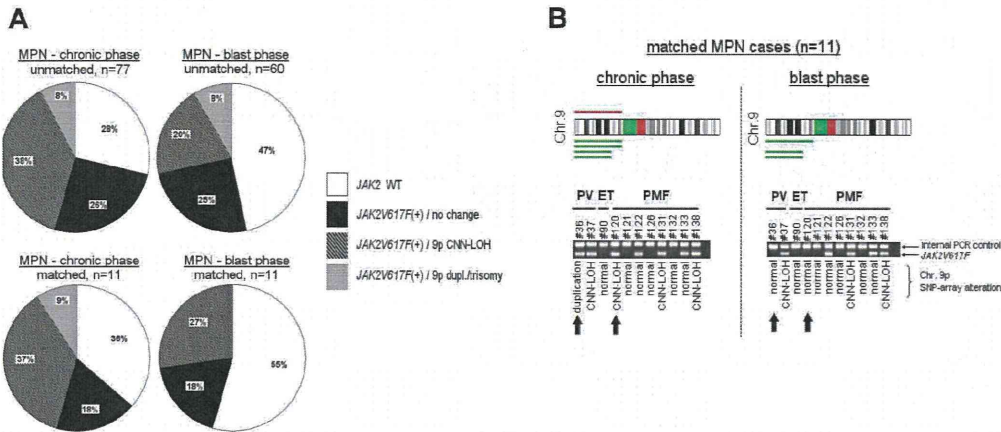 A
MPN - chronic phase
unmatched, n=77
MPN - blast phase
unmatched, n=60
8%
28%
38%
26%
8%
20%
47%
25%
MPN - chronic phase
matched, n=11
MPN - blast phase
matched, n=11
9%
36%
37%
18%
27%
55%
18%
JAK2 WT
JAK2V617F(+) / no change
JAK2V617F(+) / 9p CNN-LOH
JAK2V617F(+) / 9p dupl./trisomy
B
matched MPN cases (n=11)
chronic phase
Chr.9
PV ET PMF
#36 #37 #90 #120 #121 #122 #126 #131 #132 #133 #138
duplication CNN-LOH normal CNN-LOH normal normal normal CNN-LOH normal normal CNN-LOH
blast phase
Chr.9
PV ET PMF
#36 #37 #90 #120 #121 #122 #126 #131 #132 #133 #138
normal CNN-LOH normal normal normal normal normal CNN-LOH normal normal CNN-LOH
Internal PCR control
JAK2V617F
Chr. 9p
SNP-array alteration